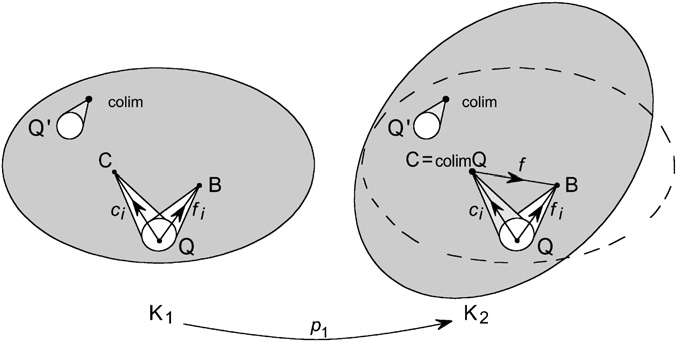 colim
Q'
C
B
c_i
f_i
Q
K_1
colim
Q'
C = colimQ
f
B
c_i
f_i
Q
K_2
p_1